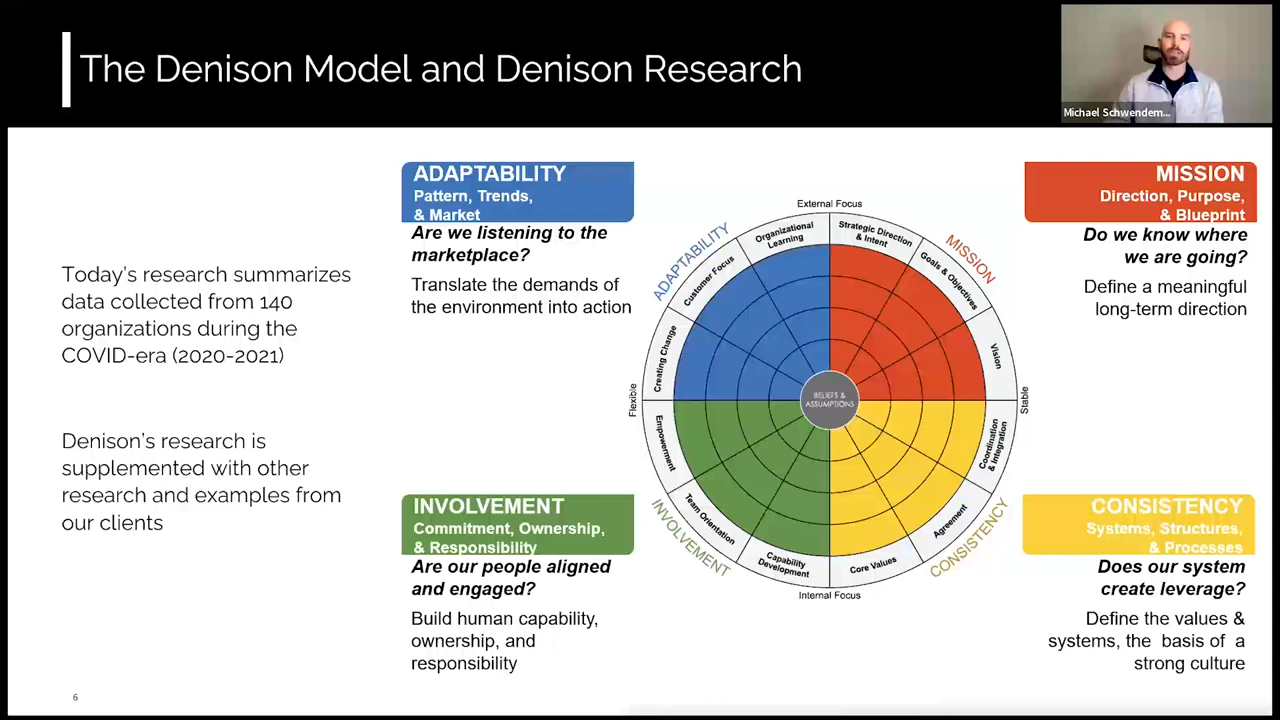 The Denison Model and Denison Research
Michael Schwendem...
Today's research summarizes
data collected from 140
organizations during the
COVID-era (2020-2021)
Denison's research is
supplemented with other
research and examples from
our clients
ADAPTABILITY
Pattern, Trends,
& Market
Are we listening to the
marketplace?
Translate the demands of
the environment into action
INVOLVEMENT
Commitment, Ownership,
& Responsibility
Are our people aligned
and engaged?
Build human capability,
ownership, and
responsibility
External Focus
ADAPTABILITY
MISSION
Organizational
Learning
Strategic Direction
& Intent
Customer Focus
Goals & Objectives
Creating Change
Vision
Flexible
BELIEFS &
ASSUMPTIONS
Stable
Empowerment
Coordination
& Integration
Team Orientation
Agreement
Capability
Development
Core Values
INVOLVEMENT
CONSISTENCY
Internal Focus
MISSION
Direction, Purpose,
& Blueprint
Do we know where
we are going?
Define a meaningful
long-term direction
CONSISTENCY
Systems, Structures,
& Processes
Does our system
create leverage?
Define the values &
systems, the basis of a
strong culture
6